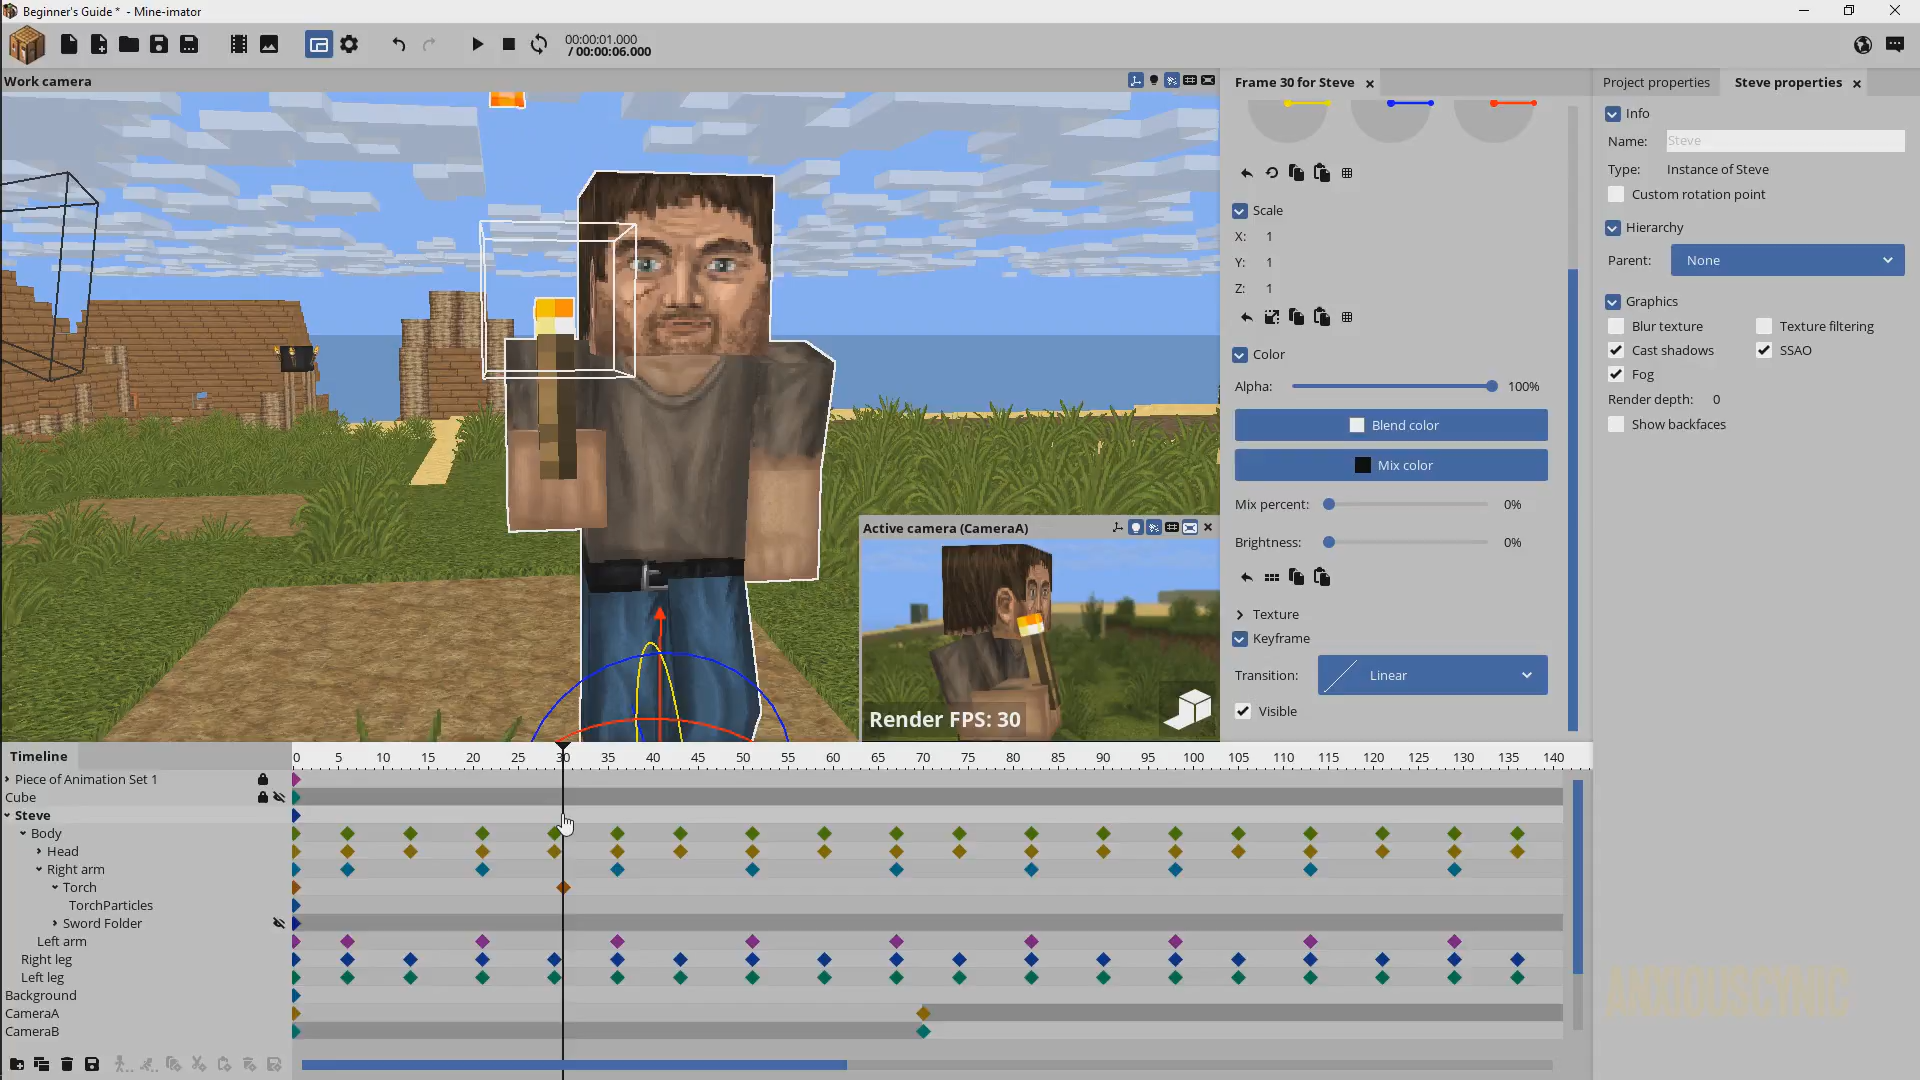 Beginner's Guide * - Mine-imator
00:00:01.000
/ 00:00:06.000
Work camera
Active camera (CameraA)
Render FPS: 30
Frame 30 for Steve
Scale
X: 1
Y: 1
Z: 1
Color
Alpha: 100%
Blend color
Mix color
Mix percent: 0%
Brightness: 0%
Texture
Keyframe
Transition: Linear
Visible
Project properties Steve properties
Info
Name: Steve
Type: Instance of Steve
Custom rotation point
Hierarchy
Parent: None
Graphics
Blur texture Texture filtering
Cast shadows SSAO
Fog
Render depth: 0
Show backfaces
Timeline 0 5 10 15 20 25 30 35 40 45 50 55 60 65 70 75 80 85 90 95 100 105 110 115 120 125 130 135 140
Piece of Animation Set 1
Cube
Steve
Body
Head
Right arm
Torch
TorchParticles
Sword Folder
Left arm
Right leg
Left leg
Background
CameraA
CameraB
ANXIOUSCYNIC